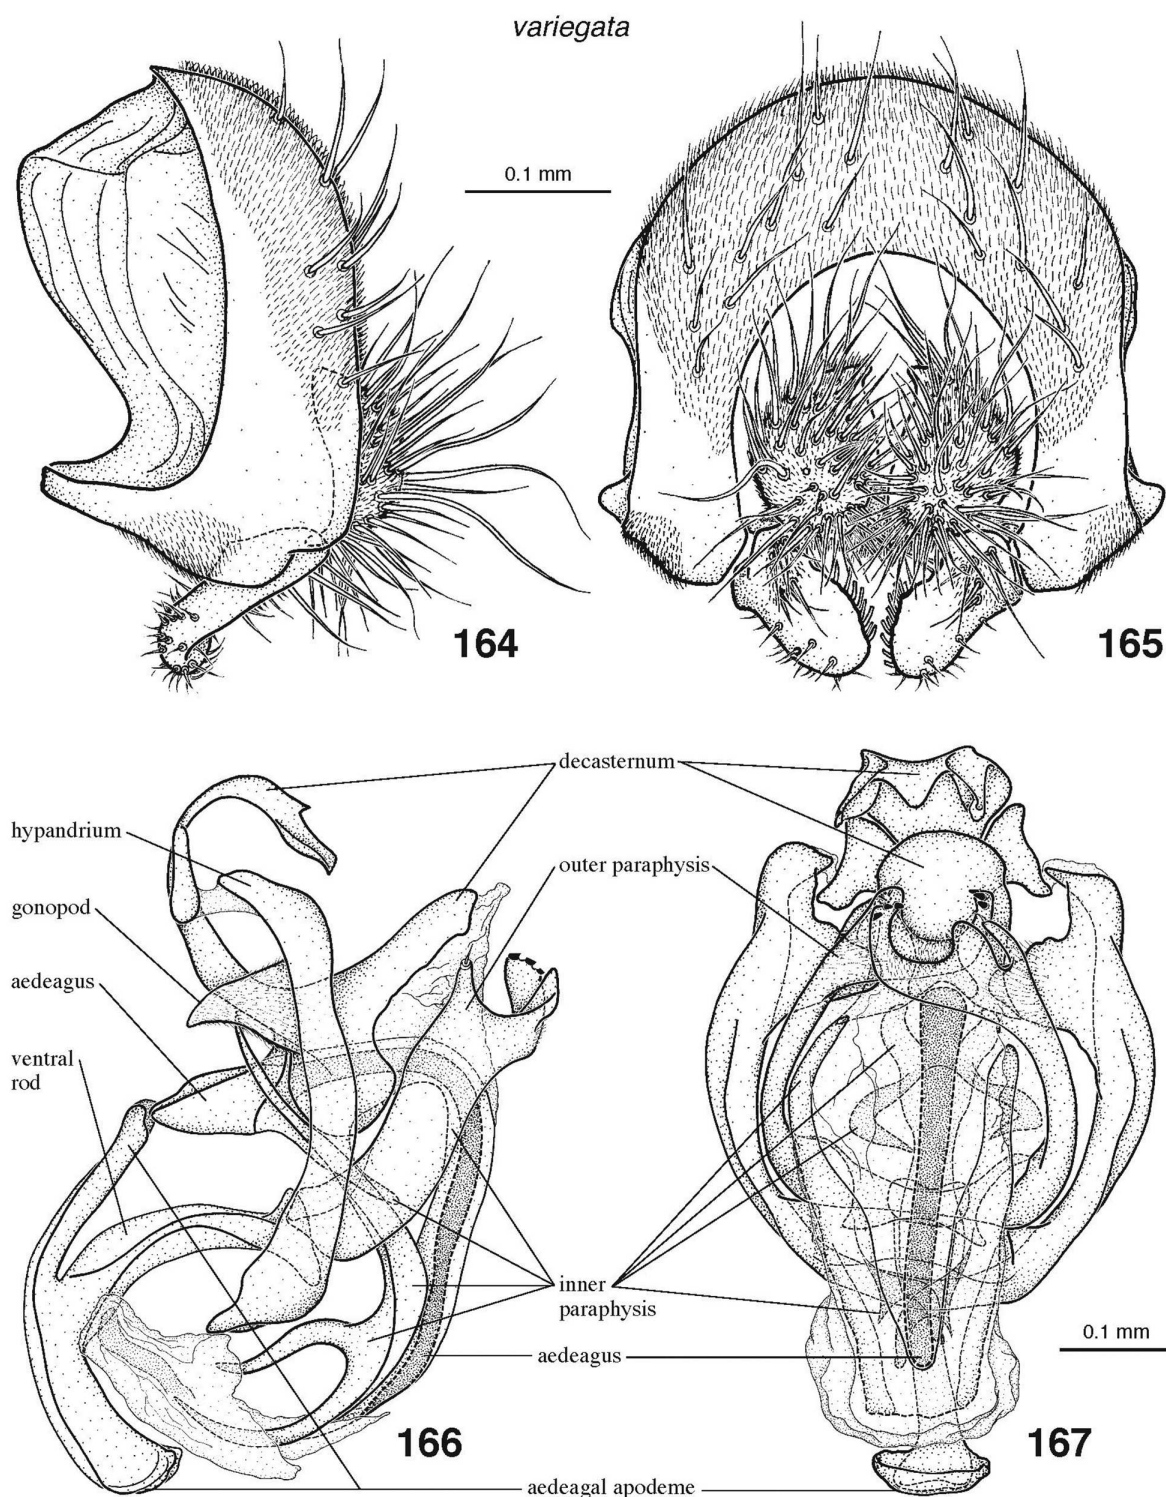 variegata
0.1 mm
164
165
decasternum
hypandrium
outer paraphysis
gonopod
aedeagus
ventral
rod
inner
paraphysis
0.1 mm
aedeagus
166
167
aedeagal apodeme